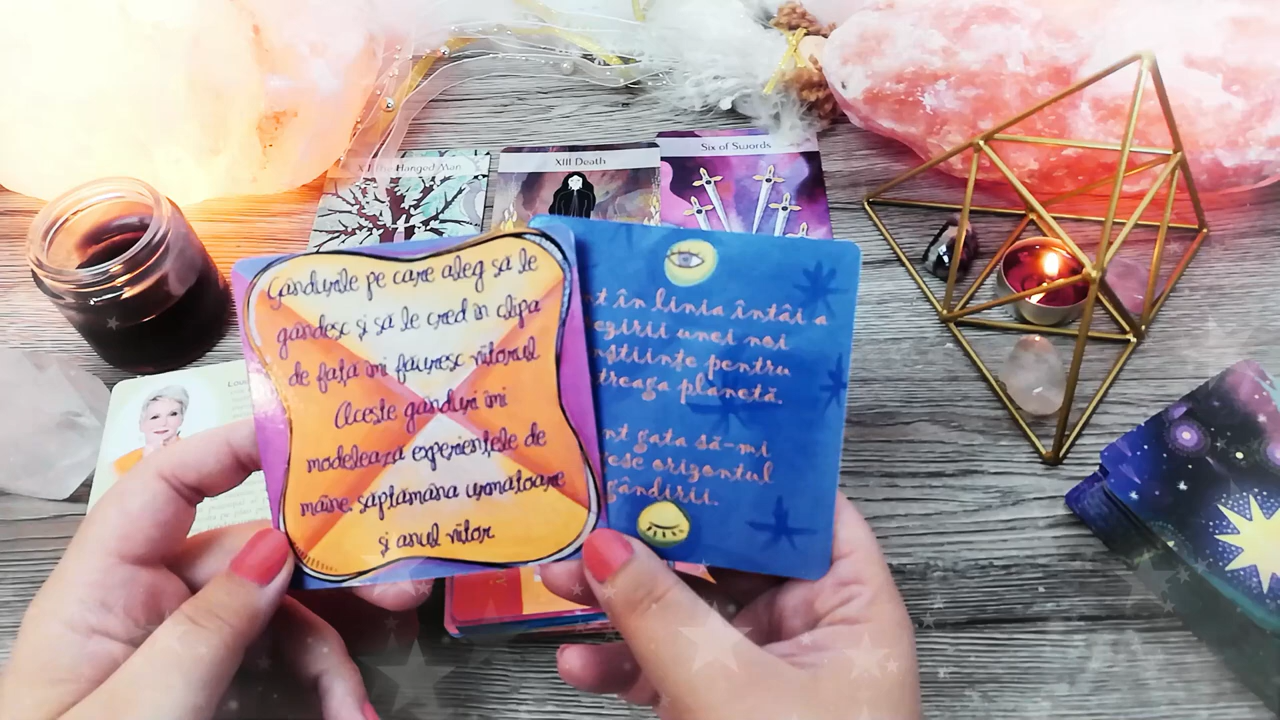 XII The Hanged Man
XIII Death
Six of Swords
Gândurile pe care aleg să le
gândesc și să le cred în clipa
de față îmi făuresc viitorul
Aceste gânduri îmi
modelează experiențele de
mâine, săptămâna următoare
și anul viitor
în linia întâi a
unei noi
pentru
planetă.
gata să-mi
orizontul
gândirii.